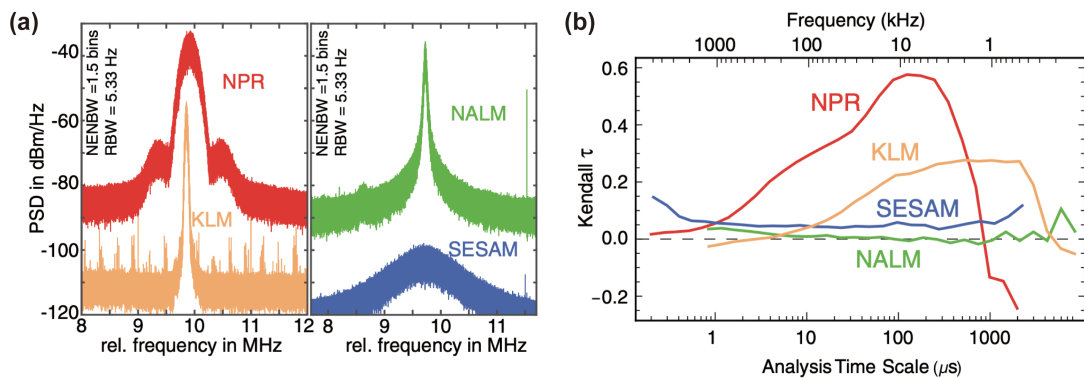 (a)
PSD in dBm/Hz
-40
-60
-80
-100
-120
NENBW =1.5 bins
RBW = 5.33 Hz
NPR
KLM
8 9 10 11 12
rel. frequency in MHz
NENBW =1.5 bins
RBW = 5.33 Hz
NALM
SESAM
8 9 10 11
rel. frequency in MHz
(b)
Frequency (kHz)
1000 100 10 1
Kendall τ
0.6
0.4
0.2
0.0
−0.2
NPR
KLM
SESAM
NALM
1 10 100 1000
Analysis Time Scale (μs)